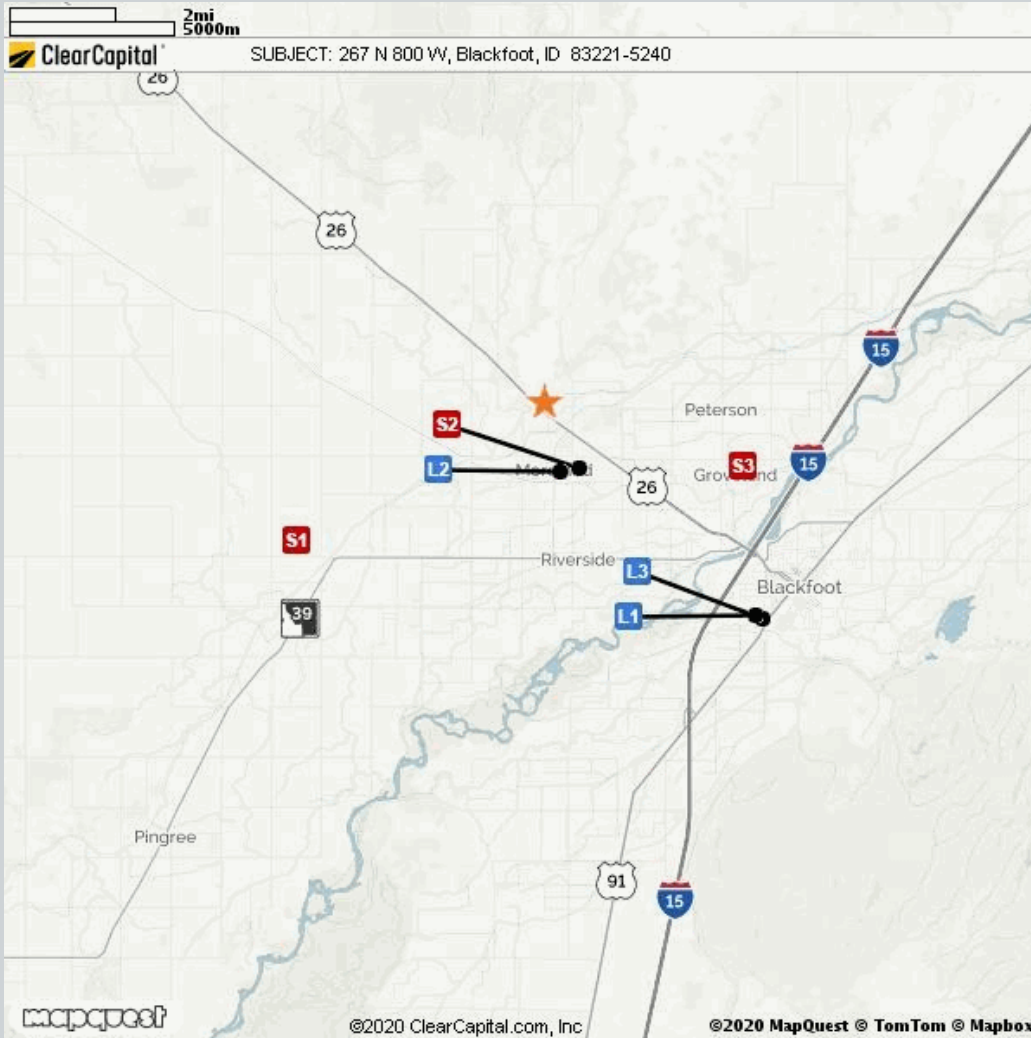 2mi
5000m
ClearCapital
SUBJECT: 267 N 800 W, Blackfoot, ID 83221-5240
26
26
15
Peterson
S2
L2
S3
15
26
S1
Riverside
L3
Blackfoot
39
L1
Pingree
91
15
mapquest
©2020 ClearCapital.com, Inc
©2020 MapQuest © TomTom © Mapbox